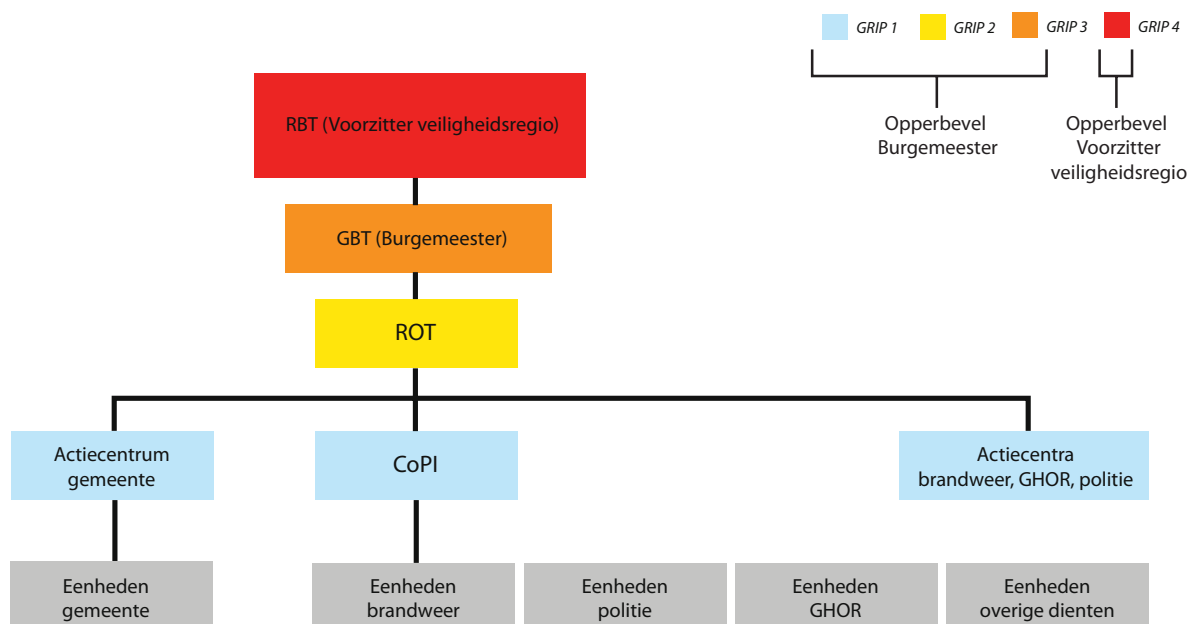 GRIP 1
GRIP 2
GRIP 3
GRIP 4
Opperbevel
Burgemeester
Opperbevel
Voorzitter
veiligheidsregio
RBT (Voorzitter veiligheidsregio)
GBT (Burgemeester)
ROT
Actiecentrum
gemeente
CoPI
Actiecentra
brandweer, GHOR, politie
Eenheden
gemeente
Eenheden
brandweer
Eenheden
politie
Eenheden
GHOR
Eenheden
overige dienten